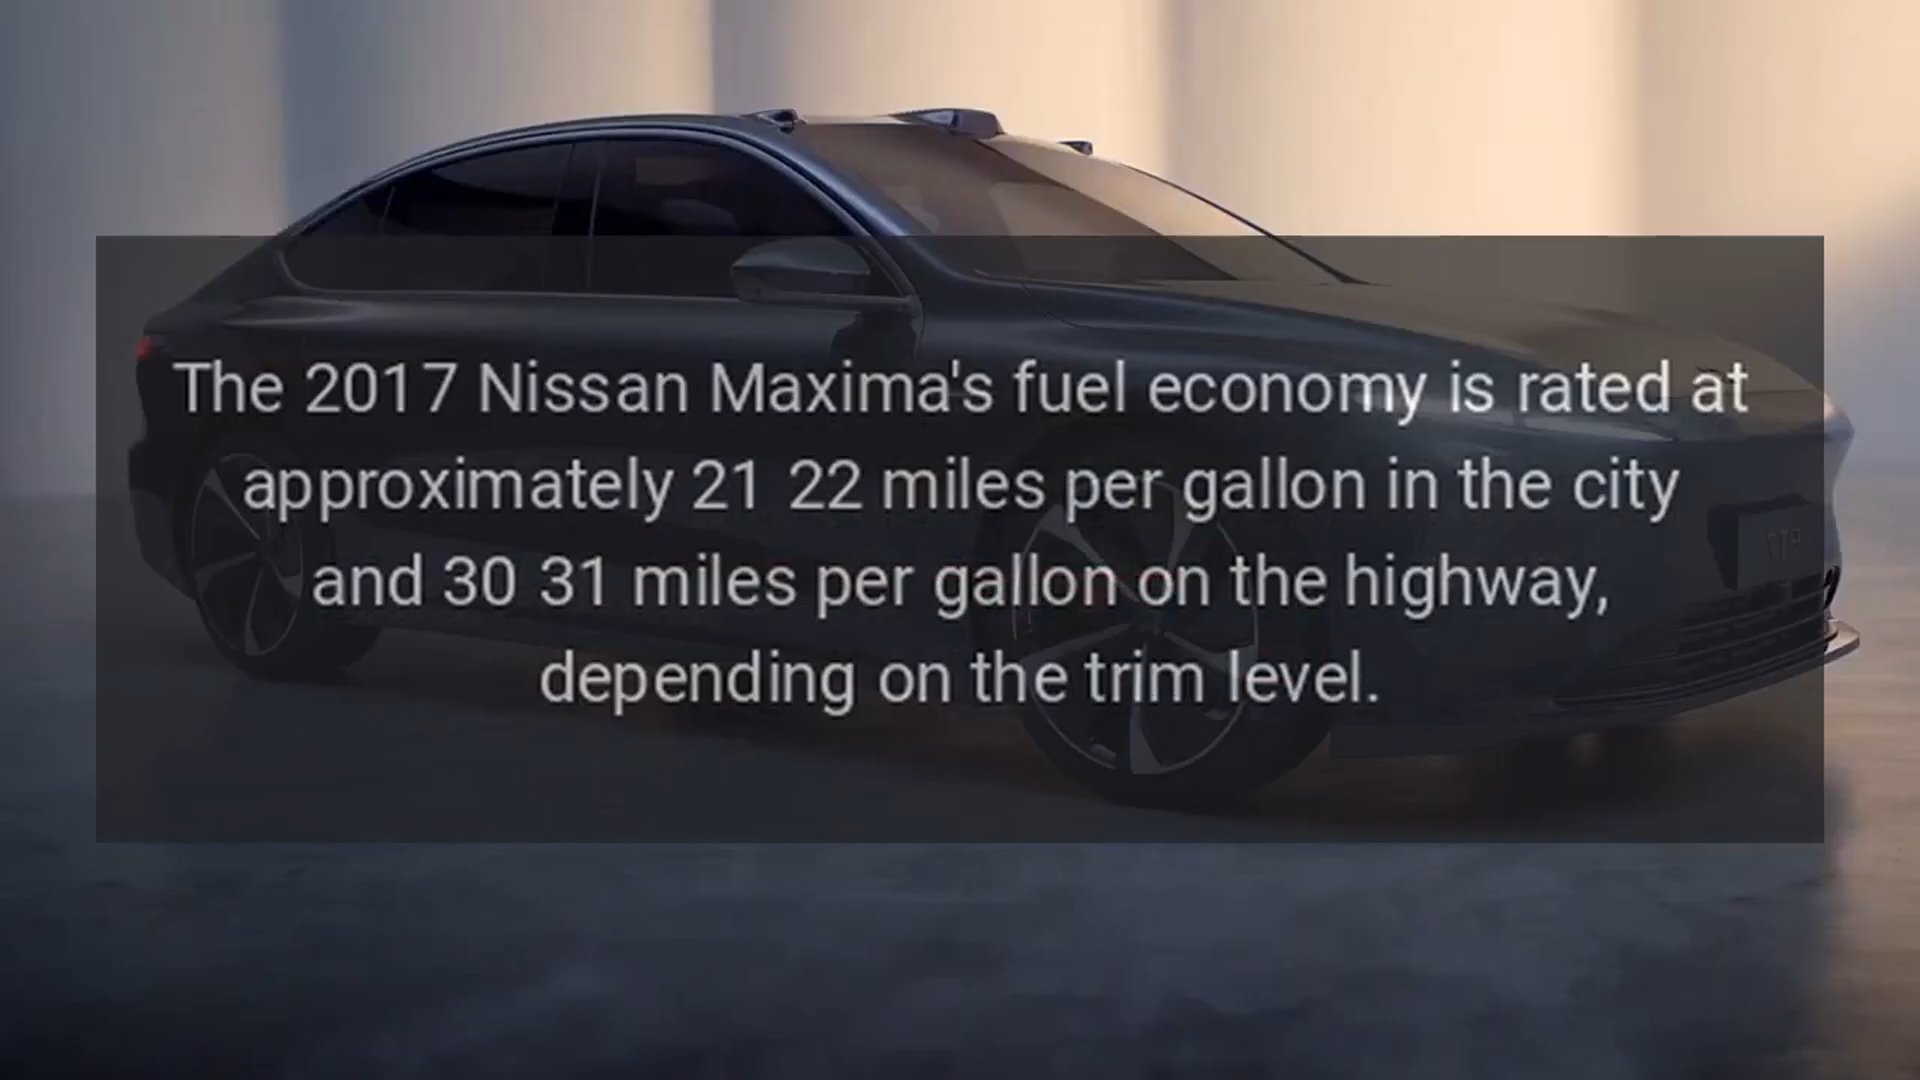 The 2017 Nissan Maxima's fuel economy is rated at
approximately 21 22 miles per gallon in the city
and 30 31 miles per gallon on the highway,
depending on the trim level.